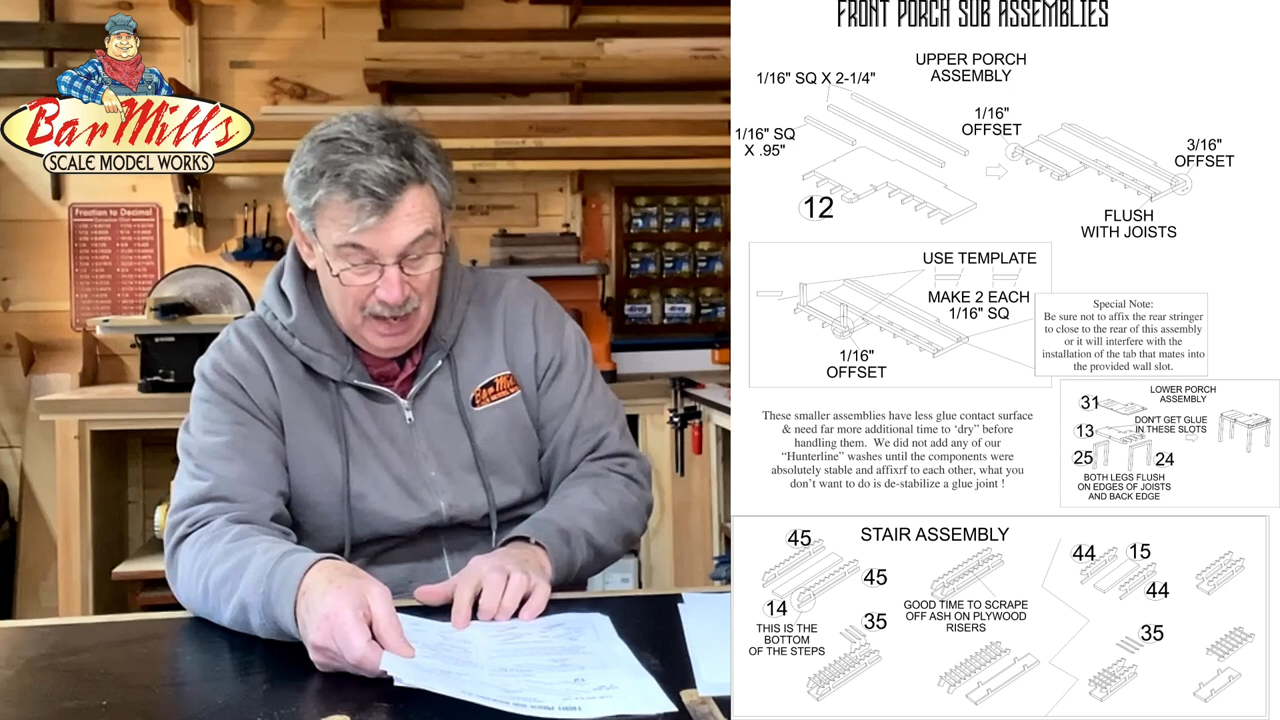 Bar Mills
SCALE MODEL WORKS
Fraction to Decimal
Bar Mills
FRONT PORCH SUB ASSEMBLIES
UPPER PORCH
ASSEMBLY
1/16" SQ X 2-1/4"
1/16" SQ
X .95"
1/16"
OFFSET
3/16"
OFFSET
12
FLUSH
WITH JOISTS
USE TEMPLATE
MAKE 2 EACH
1/16" SQ
1/16"
OFFSET
Special Note:
Be sure not to affix the rear stringer
to close to the rear of this assembly
or it will interfere with the
installation of the tab that mates into
the provided wall slot.
These smaller assemblies have less glue contact surface
& need far more additional time to ‘dry” before
handling them. We did not add any of our
“Hunterline” washes until the components were
absolutely stable and affixrf to each other, what you
don’t want to do is de-stabilize a glue joint !
LOWER PORCH
ASSEMBLY
31
DON'T GET GLUE
IN THESE SLOTS
13
25
24
BOTH LEGS FLUSH
ON EDGES OF JOISTS
AND BACK EDGE
STAIR ASSEMBLY
45
45
14
THIS IS THE
BOTTOM
OF THE STEPS
35
GOOD TIME TO SCRAPE
OFF ASH ON PLYWOOD
RISERS
44
15
44
35